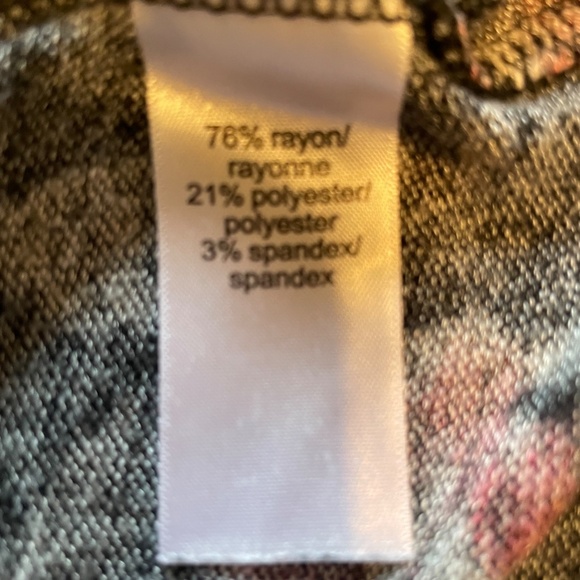 76% rayon/
rayonne
21% polyester/
polyester
3% spandex/
spandex